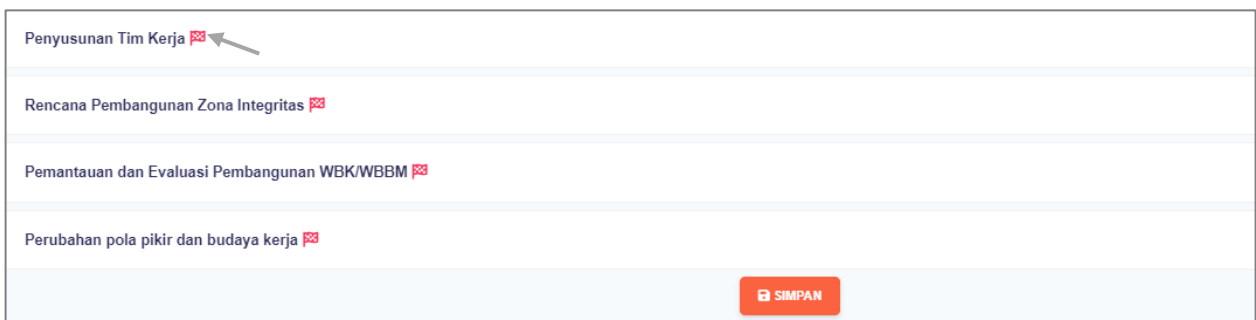 Penyusunan Tim Kerja
Rencana Pembangunan Zona Integritas
Pemantauan dan Evaluasi Pembangunan WBK/WBBM
Perubahan pola pikir dan budaya kerja
SIMPAN